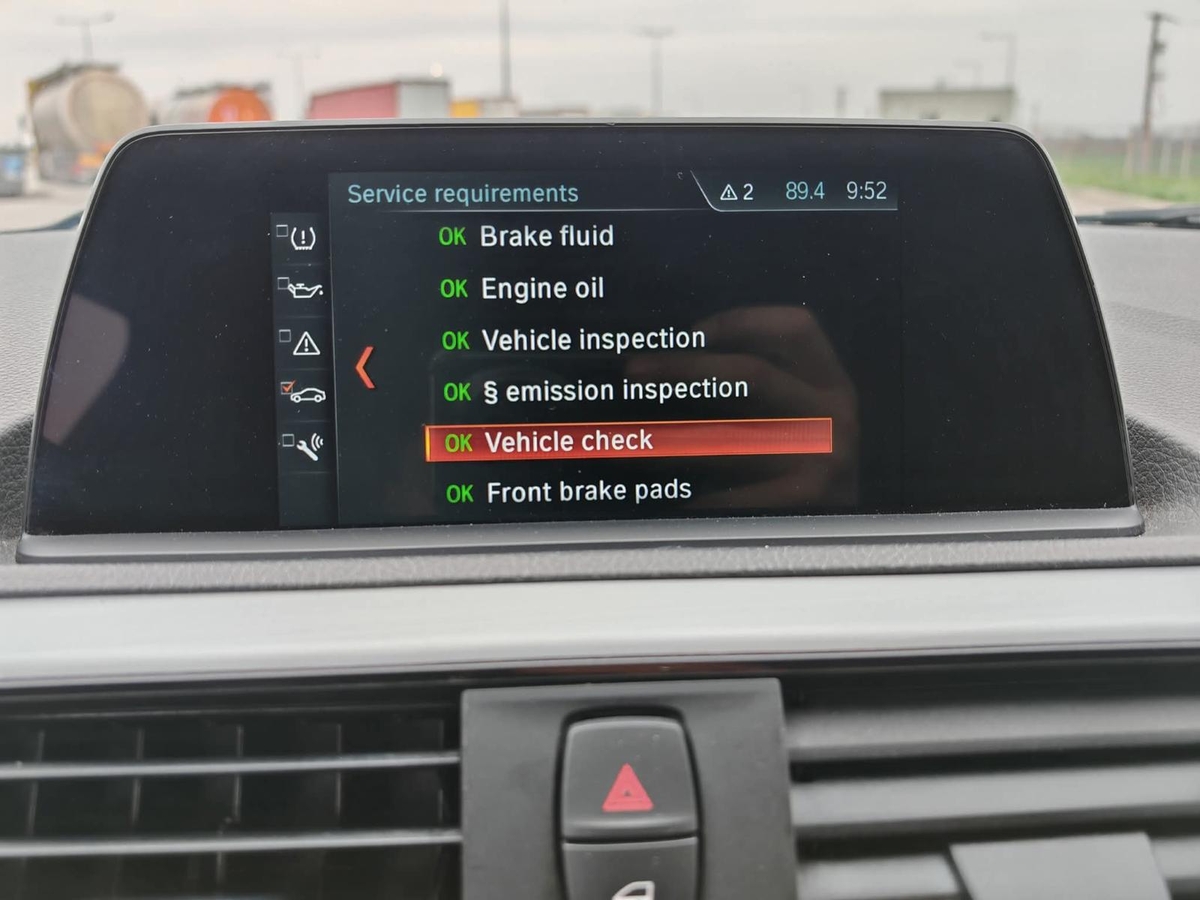 Service requirements
2 89.4 9:52
OK Brake fluid
OK Engine oil
OK Vehicle inspection
OK § emission inspection
OK Vehicle check
OK Front brake pads